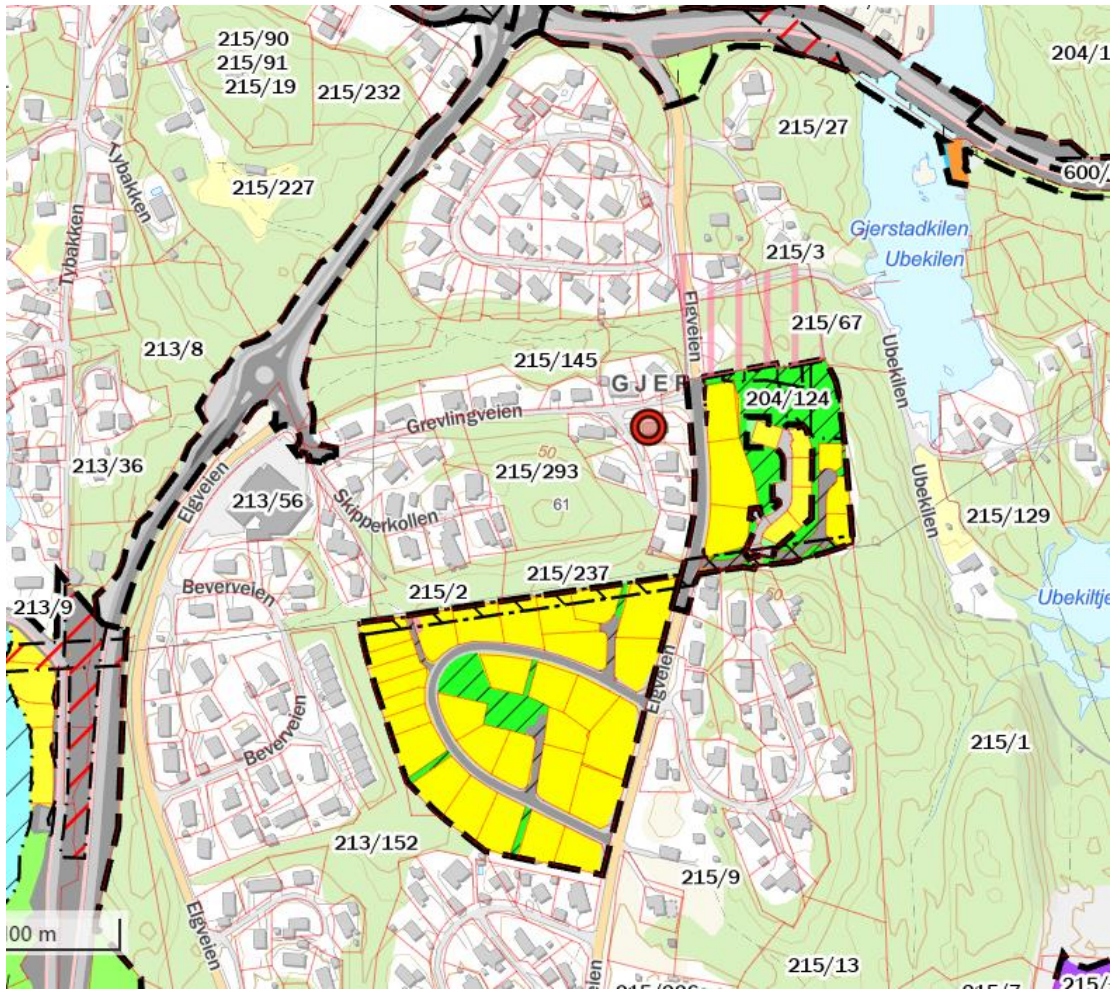 215/90
215/91
215/19
215/232
204/1
215/27
Tybakken
215/227
Gjerstadkilen
Ubekilen
600/
Tybakken
215/3
Elgveien
215/67
213/8
215/145
Ubekilen
GJER
204/124
Grevlingveien
213/36
50
215/293
Elgveien
213/56
61
Skipperkollen
Ubekilen
215/129
215/237
215/2
Beverveien
50
213/9
Ubekiltje
Elgveien
Beverveien
215/1
213/152
215/9
Elgveien
00 m
215/13
Elgveien
215/7
215/